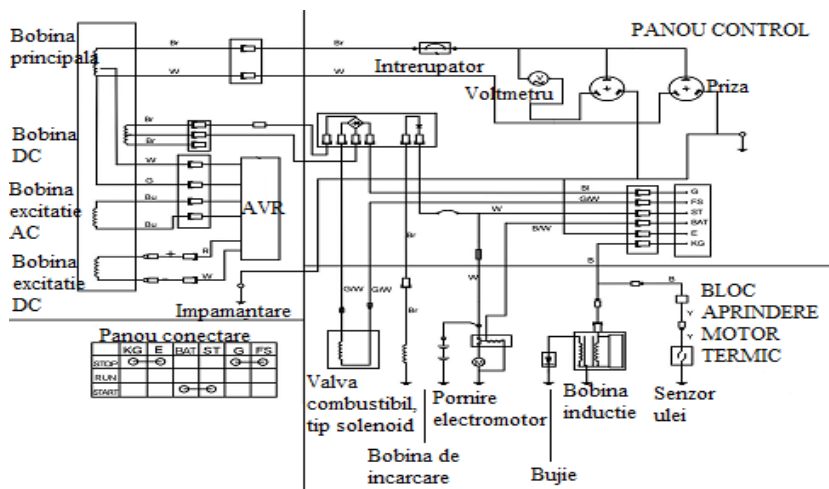 Bobina
principală
Br
W
Br
W
Br
W
Intrerupator
Voltmetru
V
PANOU CONTROL
Priza
Bobina
DC
Br
Br
W
G
Bu
Bu
AVR
Bobina
excitatie
AC
Bobina
excitatie
DC
+
R
−
W
Impamantare
Bl
G/W
W
B/W
G
FS
ST
BAT
E
KG
B
B
Br
W
G/W
G/W
Br
Y
Y
BLOC
APRINDERE
MOTOR
TERMIC
Panou conectare
KG E BAT ST G FS
STOP
RUN
START
Valva
combustibil,
tip solenoid
Bobina de
incarcare
Pornire
electromotor
M
Bujie
Bobina
inductie
Senzor
ulei